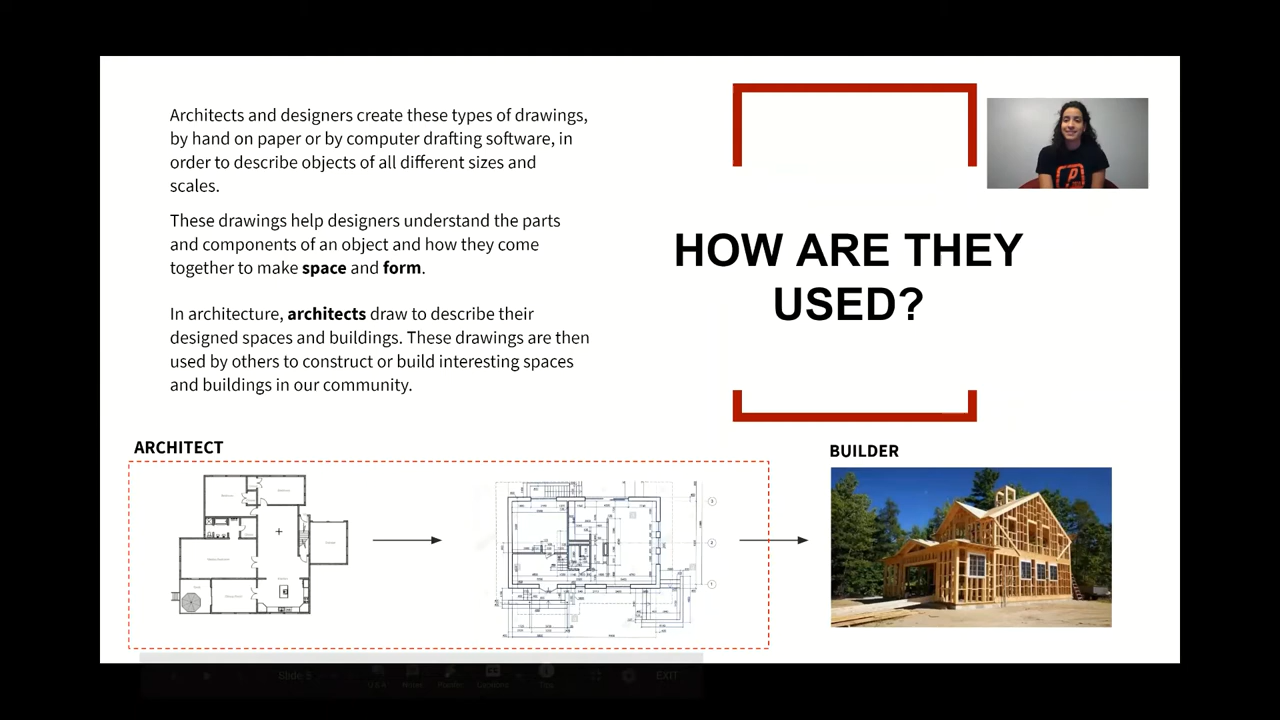 Architects and designers create these types of drawings,
by hand on paper or by computer drafting software, in
order to describe objects of all different sizes and
scales.
These drawings help designers understand the parts
and components of an object and how they come
together to make space and form.
In architecture, architects draw to describe their
designed spaces and buildings. These drawings are then
used by others to construct or build interesting spaces
and buildings in our community.
HOW ARE THEY
USED?
ARCHITECT
BUILDER
3
2
1
EXIT